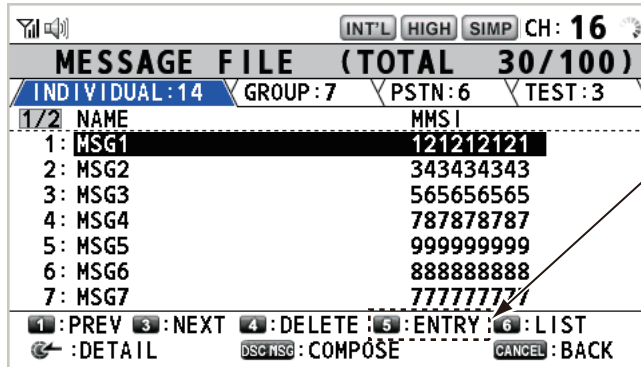 INT'L HIGH SIMP CH: 16
MESSAGE FILE (TOTAL 30/100)
INDIVIDUAL:14 GROUP:7 PSTN:6 TEST:3
1/2 NAME MMSI
1: MSG1 121212121
2: MSG2 343434343
3: MSG3 565656565
4: MSG4 787878787
5: MSG5 999999999
6: MSG6 888888888
7: MSG7 777777777
1 :PREV 3 :NEXT 4 :DELETE 5 :ENTRY 6 :LIST
:DETAIL DSC MSG :COMPOSE CANCEL :BACK